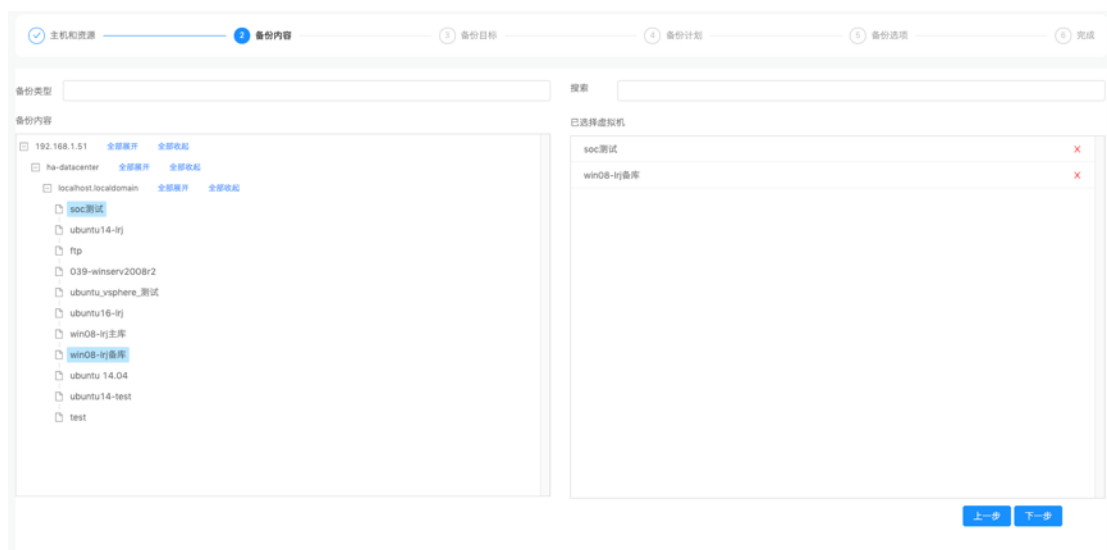 主机和资源 2 备份内容 3 备份目标 4 备份计划 5 备份选项 6 完成
备份类型
搜索
备份内容
已选择虚拟机
192.168.1.51 全部展开 全部收起
ha-datacenter 全部展开 全部收起
localhost.localdomain 全部展开 全部收起
soc测试
ubuntu14-lrj
ftp
039-winserv2008r2
ubuntu_vsphere_测试
ubuntu16-lrj
win08-lrj主库
win08-lrj备库
ubuntu 14.04
ubuntu14-test
test
soc测试 X
win08-lrj备库 X
上一步 下一步